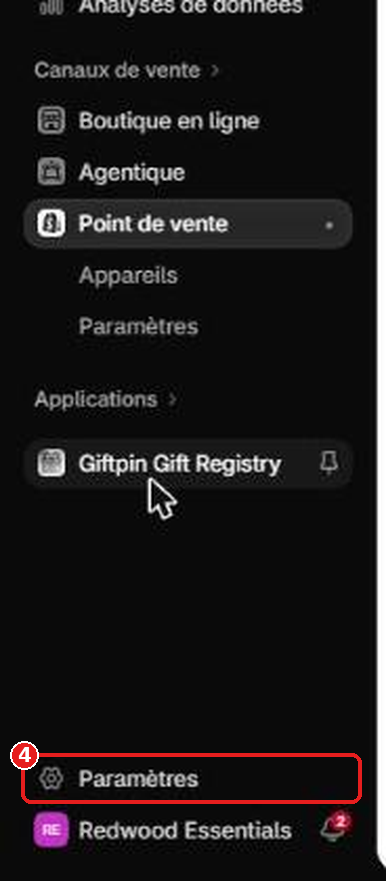 Analyses de données
Canaux de vente
Boutique en ligne
Agentique
Point de vente
Appareils
Paramètres
Applications
Giftpin Gift Registry
4
Paramètres
RE Redwood Essentials 2